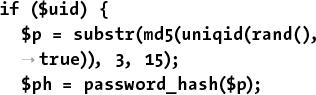 if ($uid) {
$p = substr(md5(uniqid(rand(),
→true)), 3, 15);
$ph = password_hash($p);